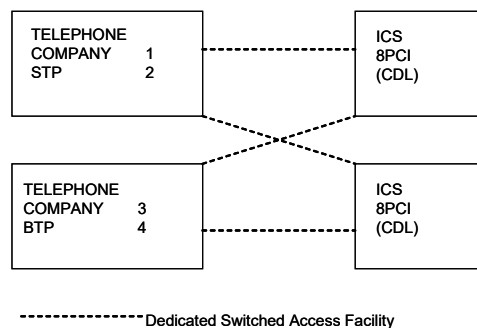 TELEPHONE
COMPANY 1
STP 2
ICS
8PCI
(CDL)
TELEPHONE
COMPANY 3
BTP 4
ICS
8PCI
(CDL)
Dedicated Switched Access Facility